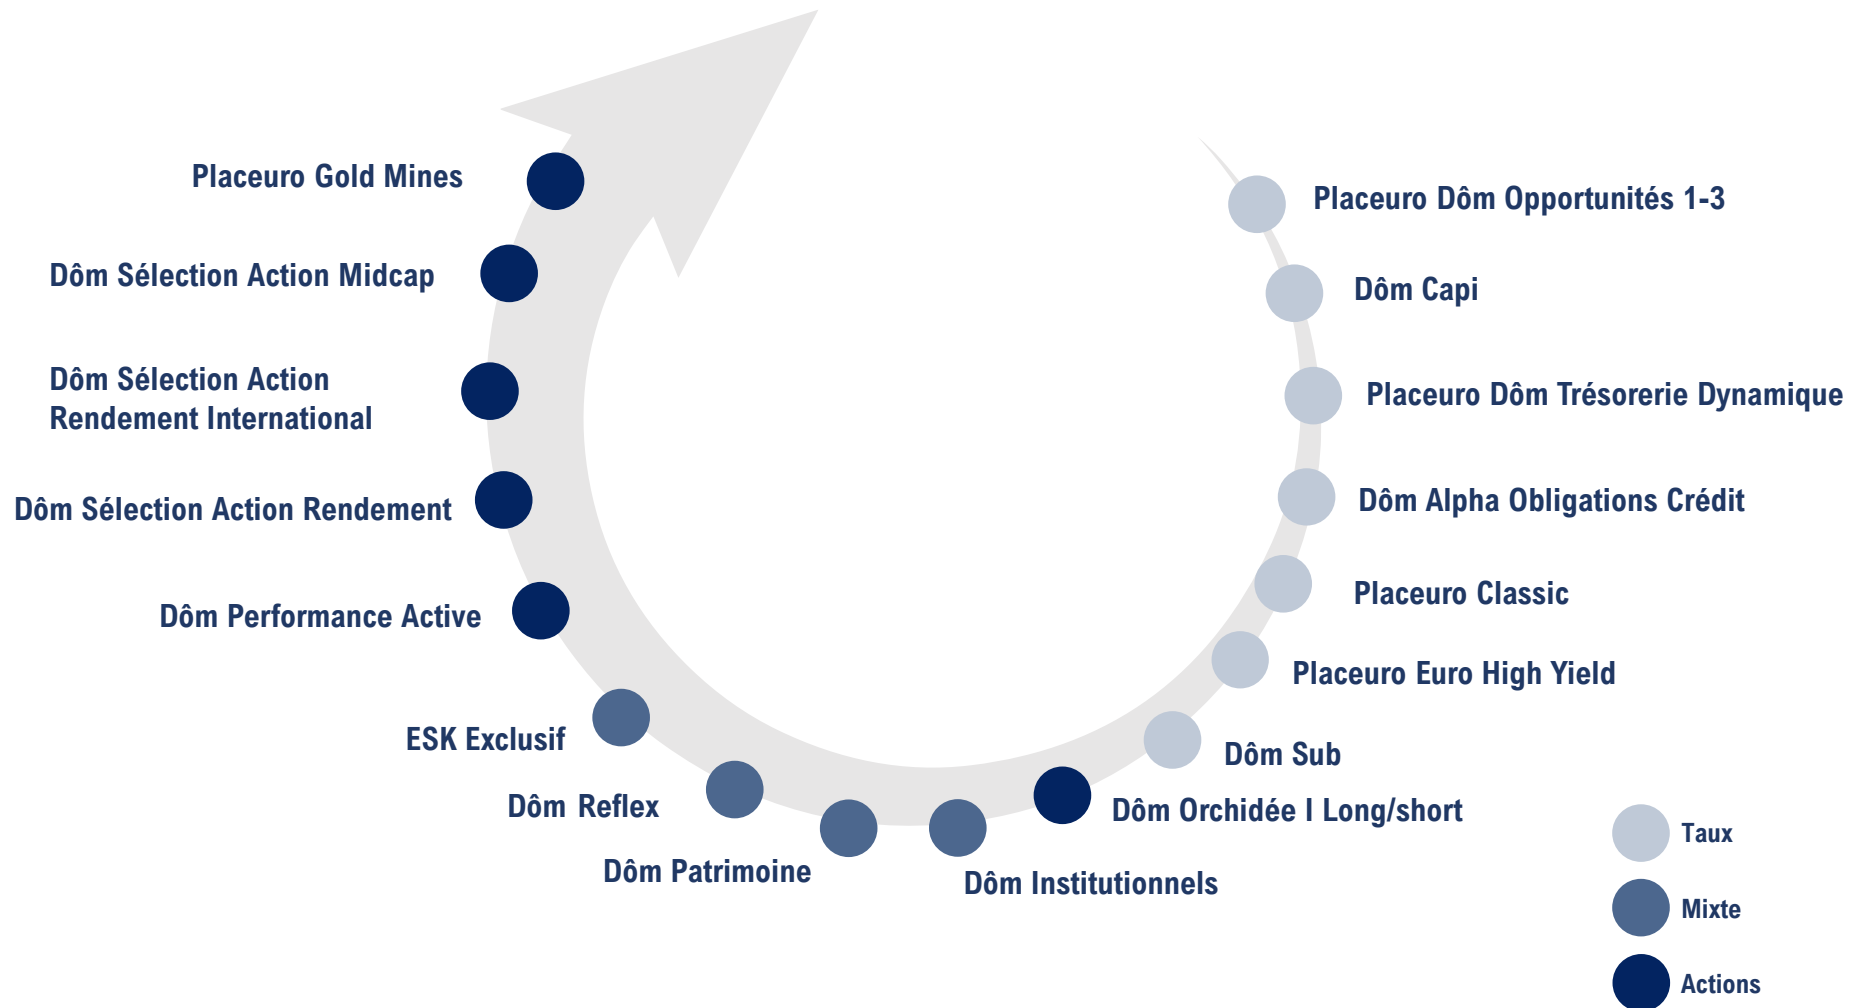 Placeuro Gold Mines
Dôm Sélection Action Midcap
Dôm Sélection Action
Rendement International
Dôm Sélection Action Rendement
Dôm Performance Active
ESK Exclusif
Dôm Reflex
Dôm Patrimoine
Dôm Institutionnels
Dôm Orchidée I Long/short
Dôm Sub
Placeuro Euro High Yield
Placeuro Classic
Dôm Alpha Obligations Crédit
Placeuro Dôm Trésorerie Dynamique
Dôm Capi
Placeuro Dôm Opportunités 1-3
Taux
Mixte
Actions